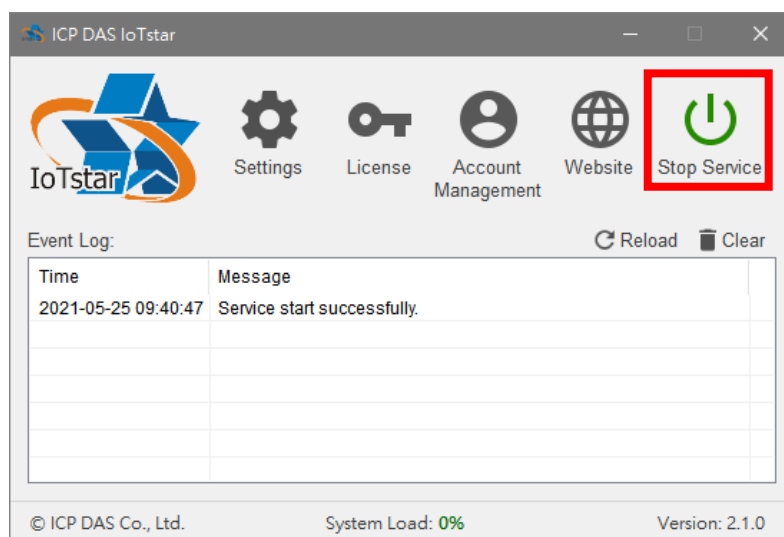 ICP DAS IoTstar
IoTstar
Settings
License
Account
Management
Website
Stop Service
Event Log:
Reload
Clear
Time Message
2021-05-25 09:40:47 Service start successfully.
© ICP DAS Co., Ltd. System Load: 0% Version: 2.1.0